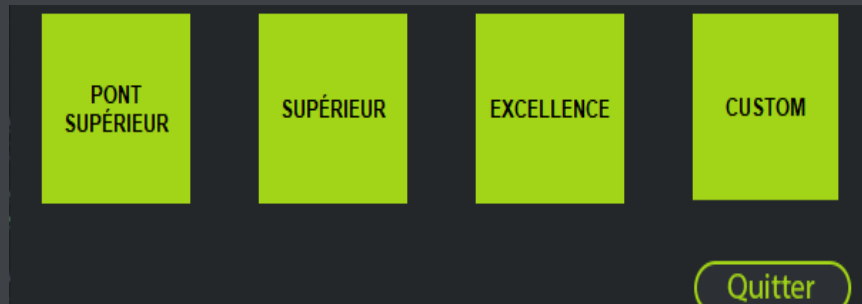 PONT
SUPÉRIEUR
SUPÉRIEUR
EXCELLENCE
CUSTOM
Quitter